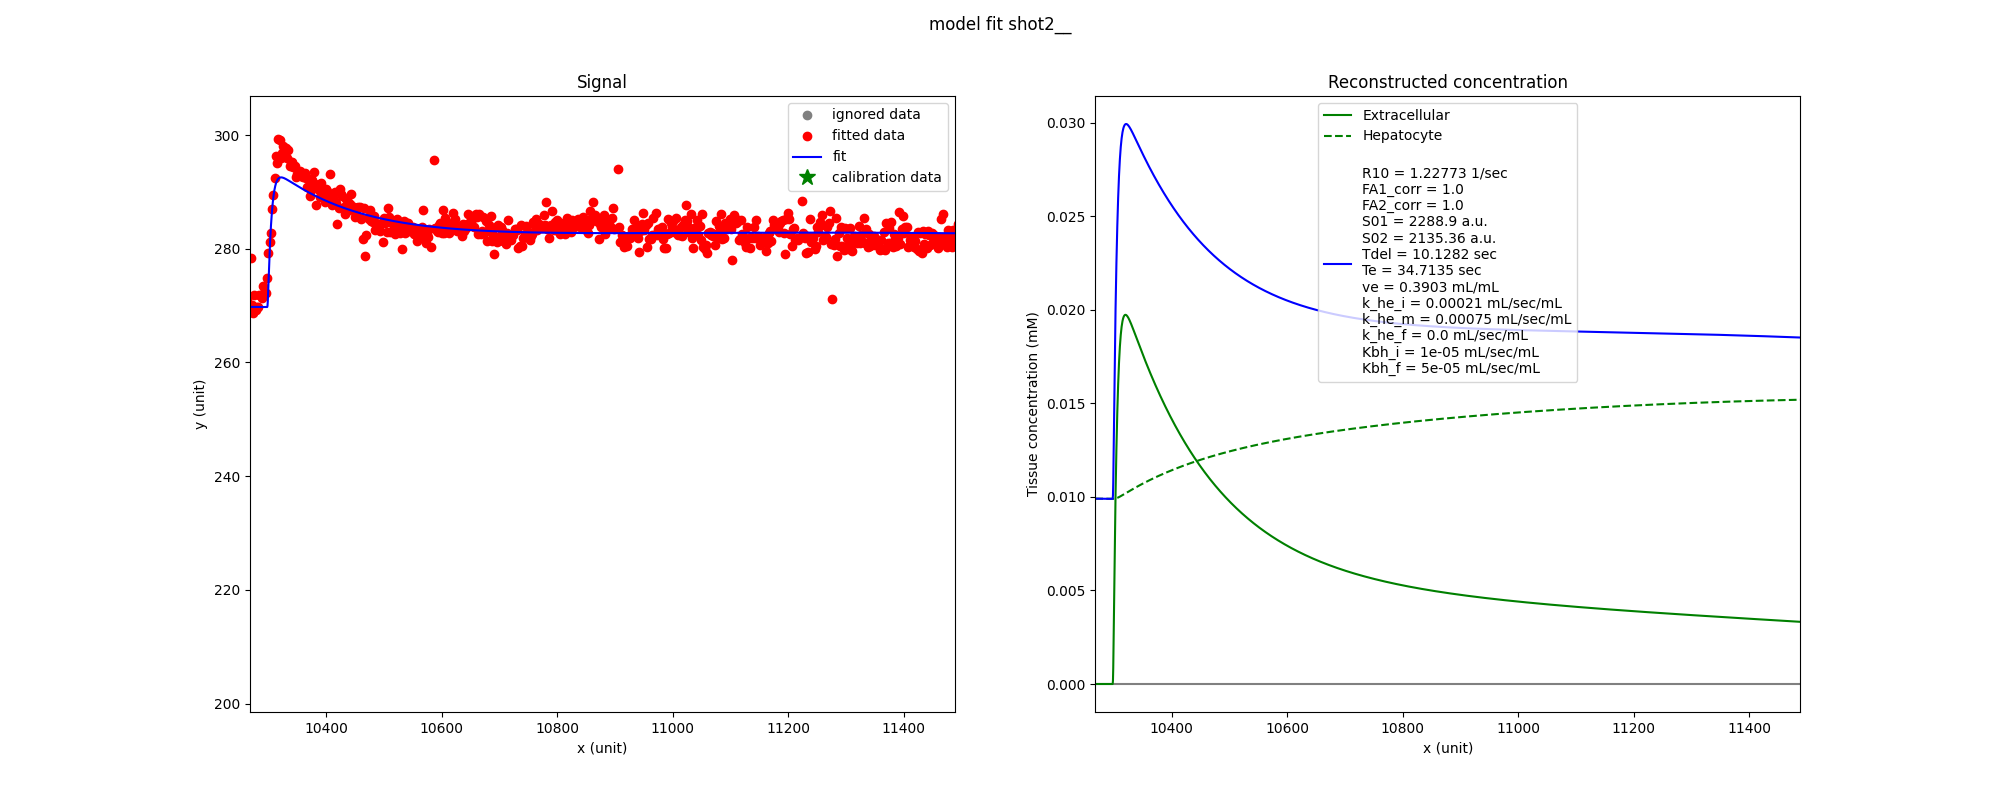 model fit shot2__
Signal
ignored data
fitted data
fit
calibration data
300
280
260
240
220
200
y (unit)
10400 10600 10800 11000 11200 11400
x (unit)
Reconstructed concentration
Extracellular
Hepatocyte
R10 = 1.22773 1/sec
FA1_corr = 1.0
FA2_corr = 1.0
S01 = 2288.9 a.u.
S02 = 2135.36 a.u.
Tdel = 10.1282 sec
Te = 34.7135 sec
ve = 0.3903 mL/mL
k_he_i = 0.00021 mL/sec/mL
k_he_m = 0.00075 mL/sec/mL
k_he_f = 0.0 mL/sec/mL
Kbh_i = 1e-05 mL/sec/mL
Kbh_f = 5e-05 mL/sec/mL
0.030
0.025
0.020
0.015
0.010
0.005
0.000
Tissue concentration (mM)
10400 10600 10800 11000 11200 11400
x (unit)